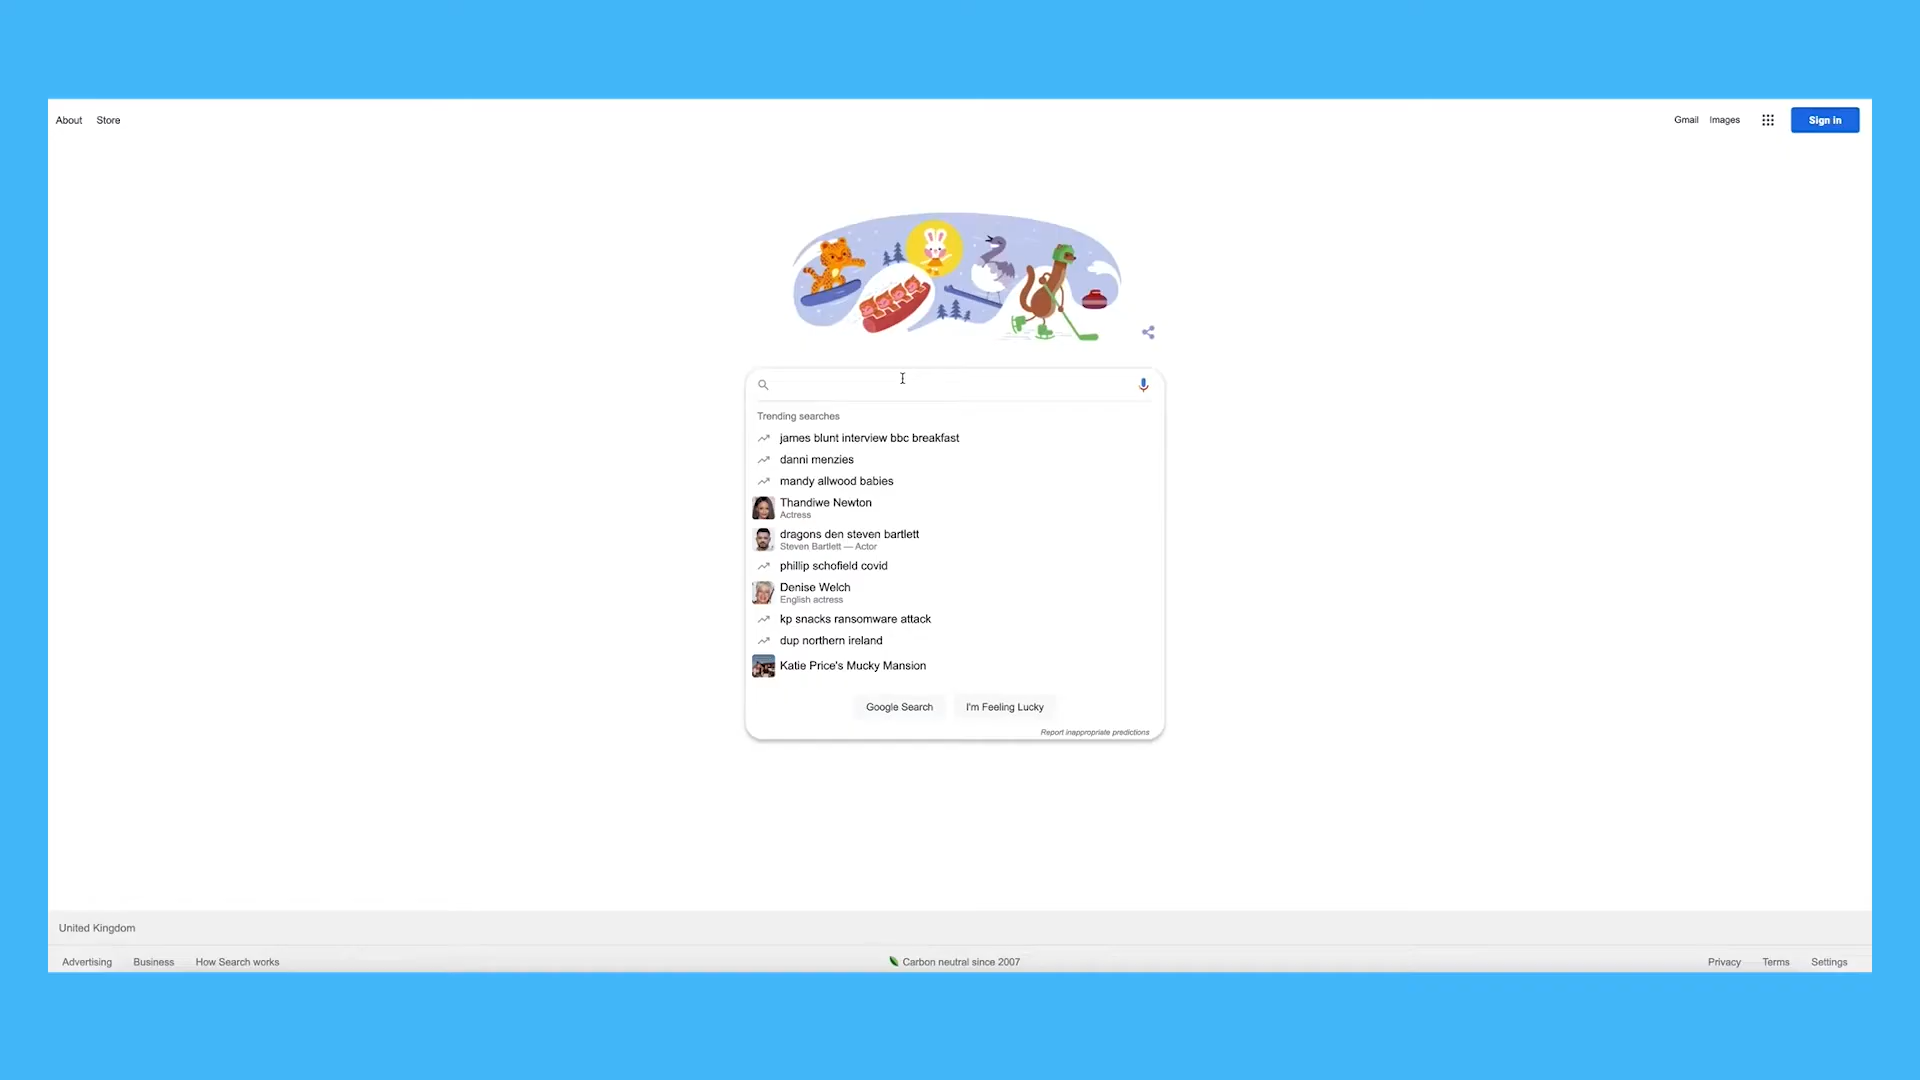 About Store
Gmail Images Sign in
Trending searches
james blunt interview bbc breakfast
danni menzies
mandy allwood babies
Thandiwe Newton
Actress
dragons den steven bartlett
Steven Bartlett — Actor
phillip schofield covid
Denise Welch
English actress
kp snacks ransomware attack
dup northern ireland
Katie Price's Mucky Mansion
Google Search I'm Feeling Lucky
Report inappropriate predictions
United Kingdom
Advertising Business How Search works Carbon neutral since 2007 Privacy Terms Settings